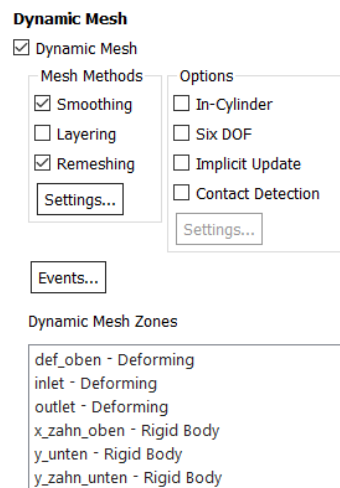 Dynamic Mesh
Dynamic Mesh
Mesh Methods
Smoothing
Layering
Remeshing
Settings...
Options
In-Cylinder
Six DOF
Implicit Update
Contact Detection
Settings...
Events...
Dynamic Mesh Zones
def_oben - Deforming
inlet - Deforming
outlet - Deforming
x_zahn_oben - Rigid Body
y_unten - Rigid Body
y_zahn_unten - Rigid Body